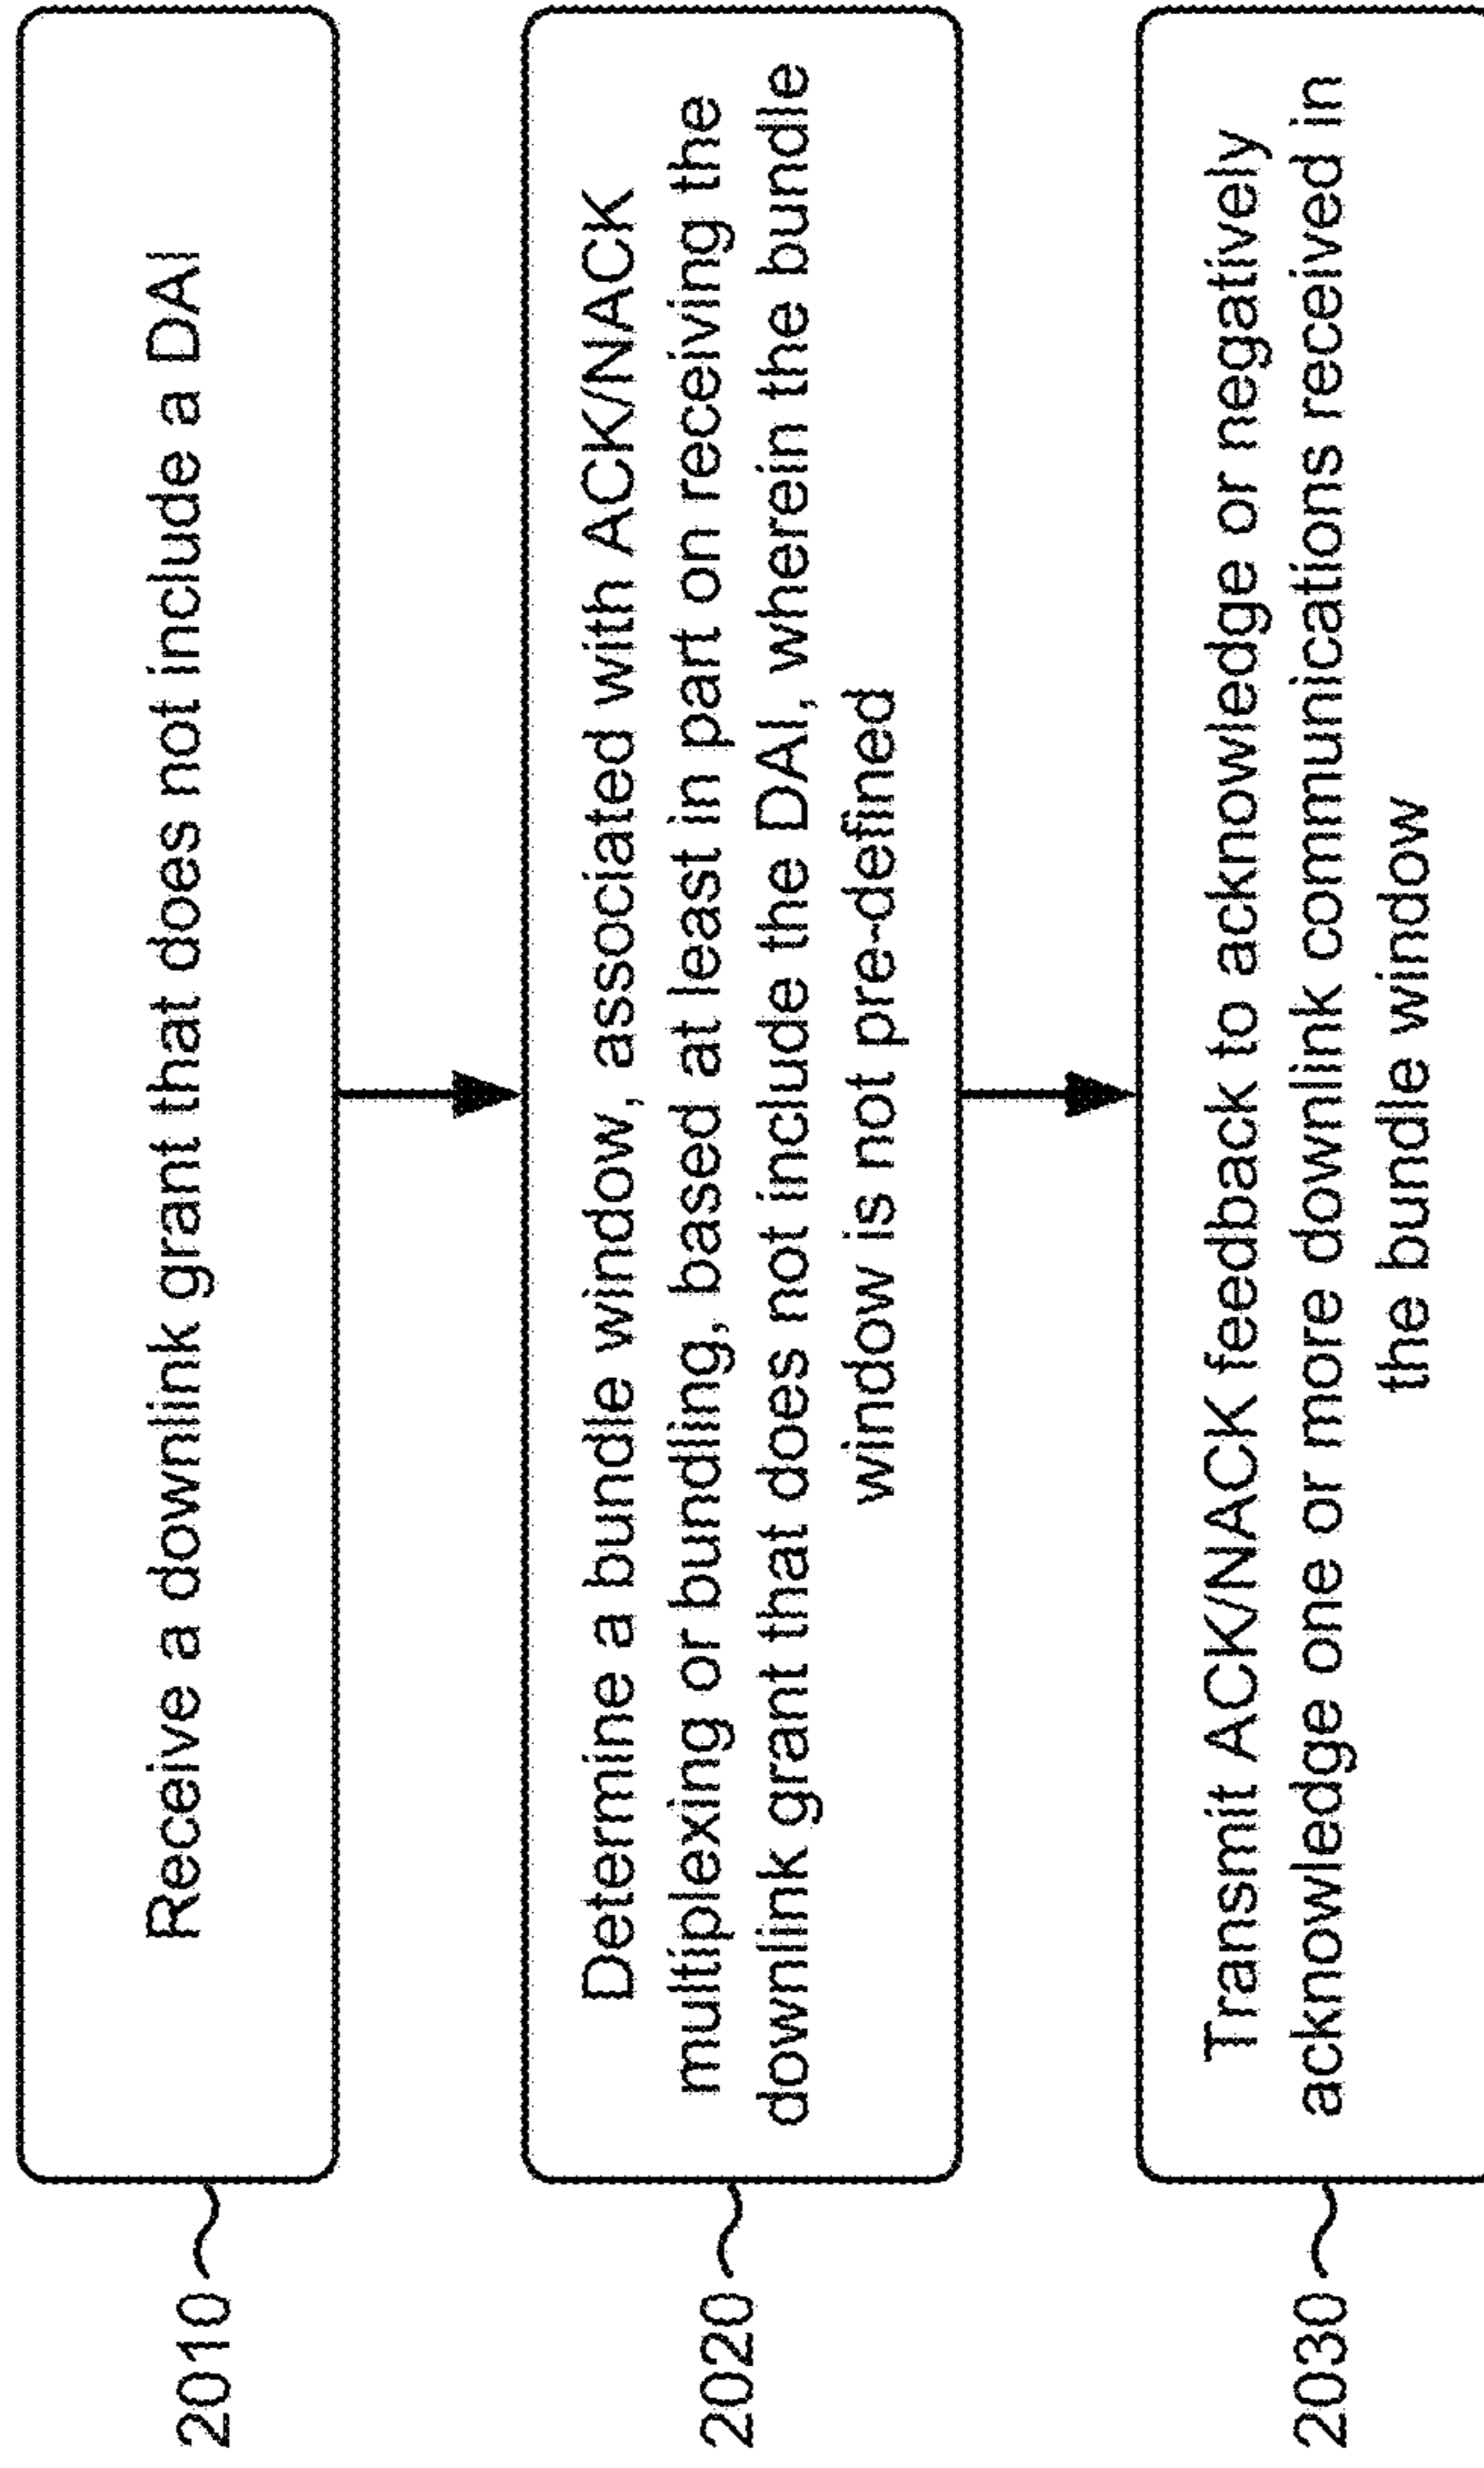 2010
Receive a downlink grant that does not include a DAI
2020
Determine a bundle window, associated with ACK/NACK
multiplexing or bundling, based at least in part on receiving the
downlink grant that does not include the DAI, wherein the bundle
window is not pre-defined
2030
Transmit ACK/NACK feedback to acknowledge or negatively
acknowledge one or more downlink communications received in
the bundle window